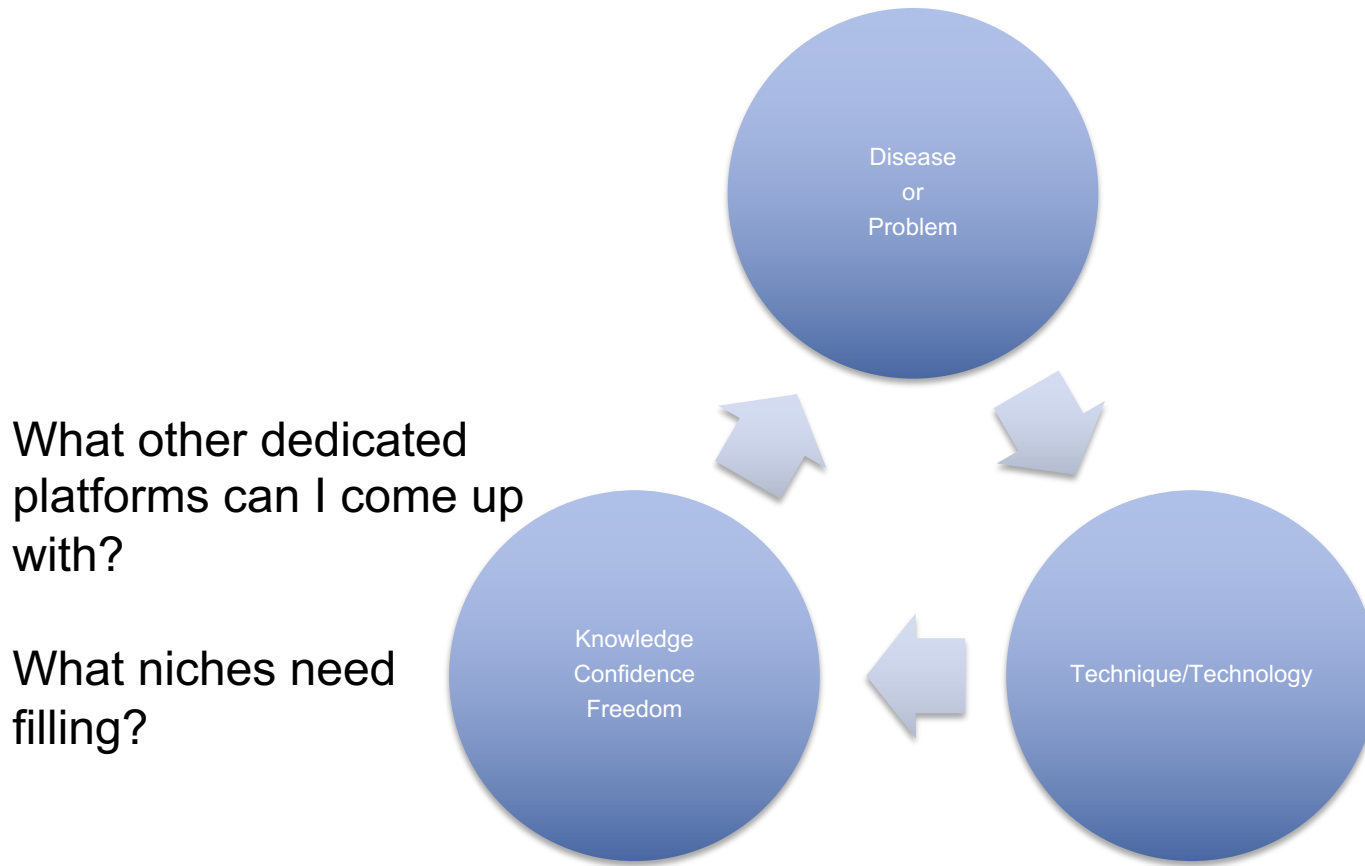 Disease
or
Problem
What other dedicated
platforms can I come up
with?
What niches need
filling?
Knowledge
Confidence
Freedom
Technique/Technology